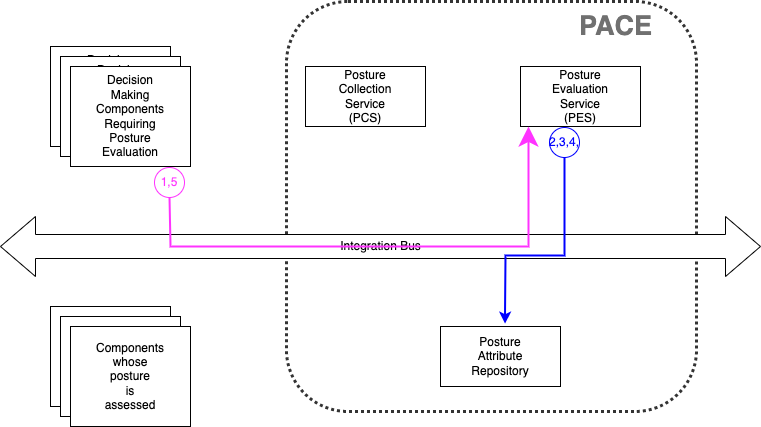 PACE
Decision
Making
Components
Requiring
Posture
Evaluation
Posture
Collection
Service
(PCS)
Posture
Evaluation
Service
(PES)
1,5
2,3,4,
Integration Bus
Components
whose
posture
is
assessed
Posture
Attribute
Repository